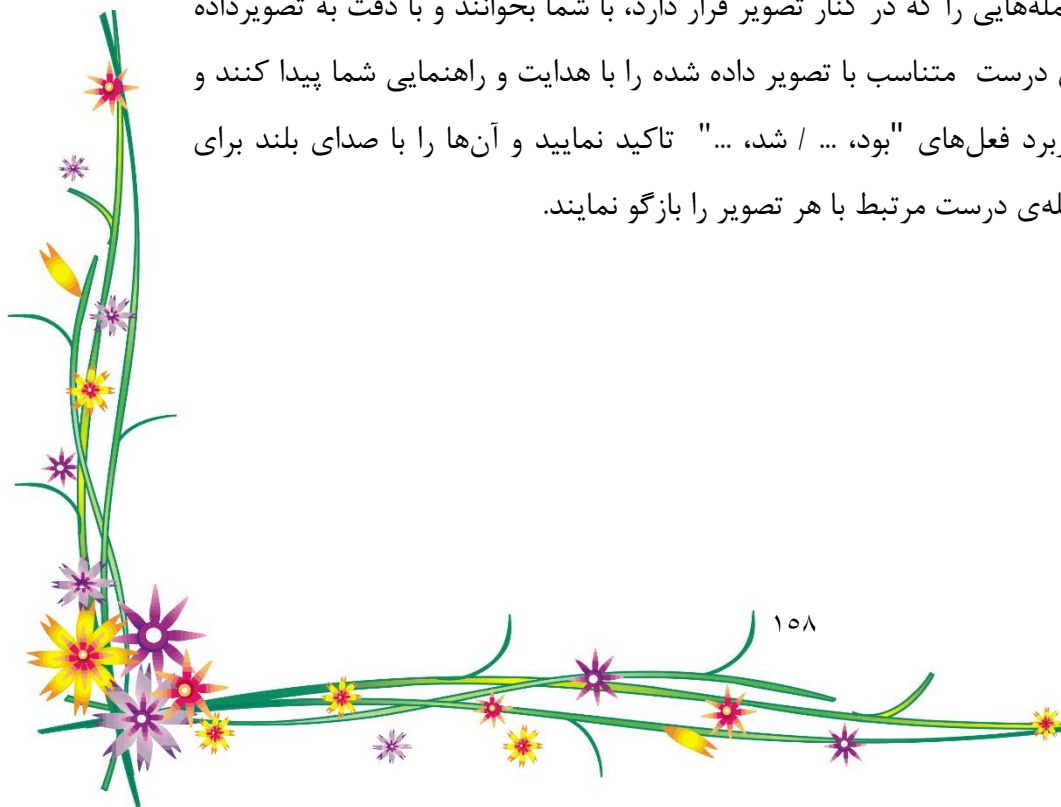 مله‌هایی را که در کنار تصویر قرار دارد، با شما بخوانند و با دقت به تصویرداده
ی درست متناسب با تصویر داده شده را با هدایت و راهنمایی شما پیدا کنند و
ربرد فعل‌های "بود، ... / شد، ..." تاکید نمایید و آن‌ها را با صدای بلند برای
له‌ی درست مرتبط با هر تصویر را بازگو نمایند.
۱۵۸